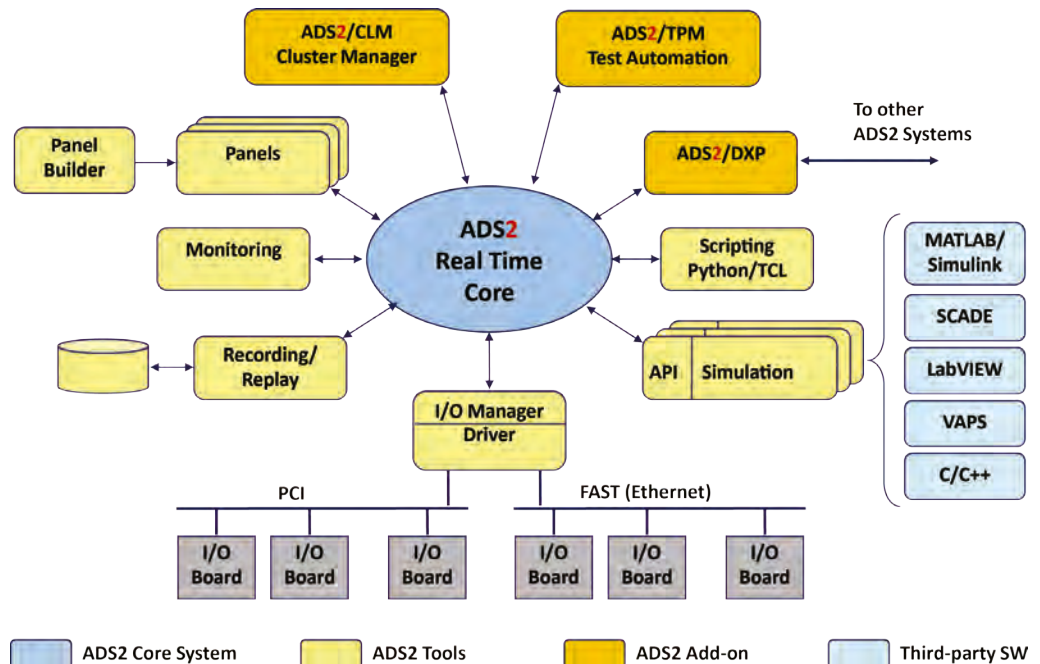 ADS2/CLM
Cluster Manager
ADS2/TPM
Test Automation
To other
ADS2 Systems
Panel
Builder
Panels
ADS2/DXP
ADS2
Real Time
Core
Monitoring
Scripting
Python/TCL
MATLAB/
Simulink
SCADE
LabVIEW
VAPS
C/C++
Recording/
Replay
API
Simulation
I/O Manager
Driver
PCI
FAST (Ethernet)
I/O
Board
I/O
Board
I/O
Board
I/O
Board
I/O
Board
I/O
Board
ADS2 Core System
ADS2 Tools
ADS2 Add-on
Third-party SW